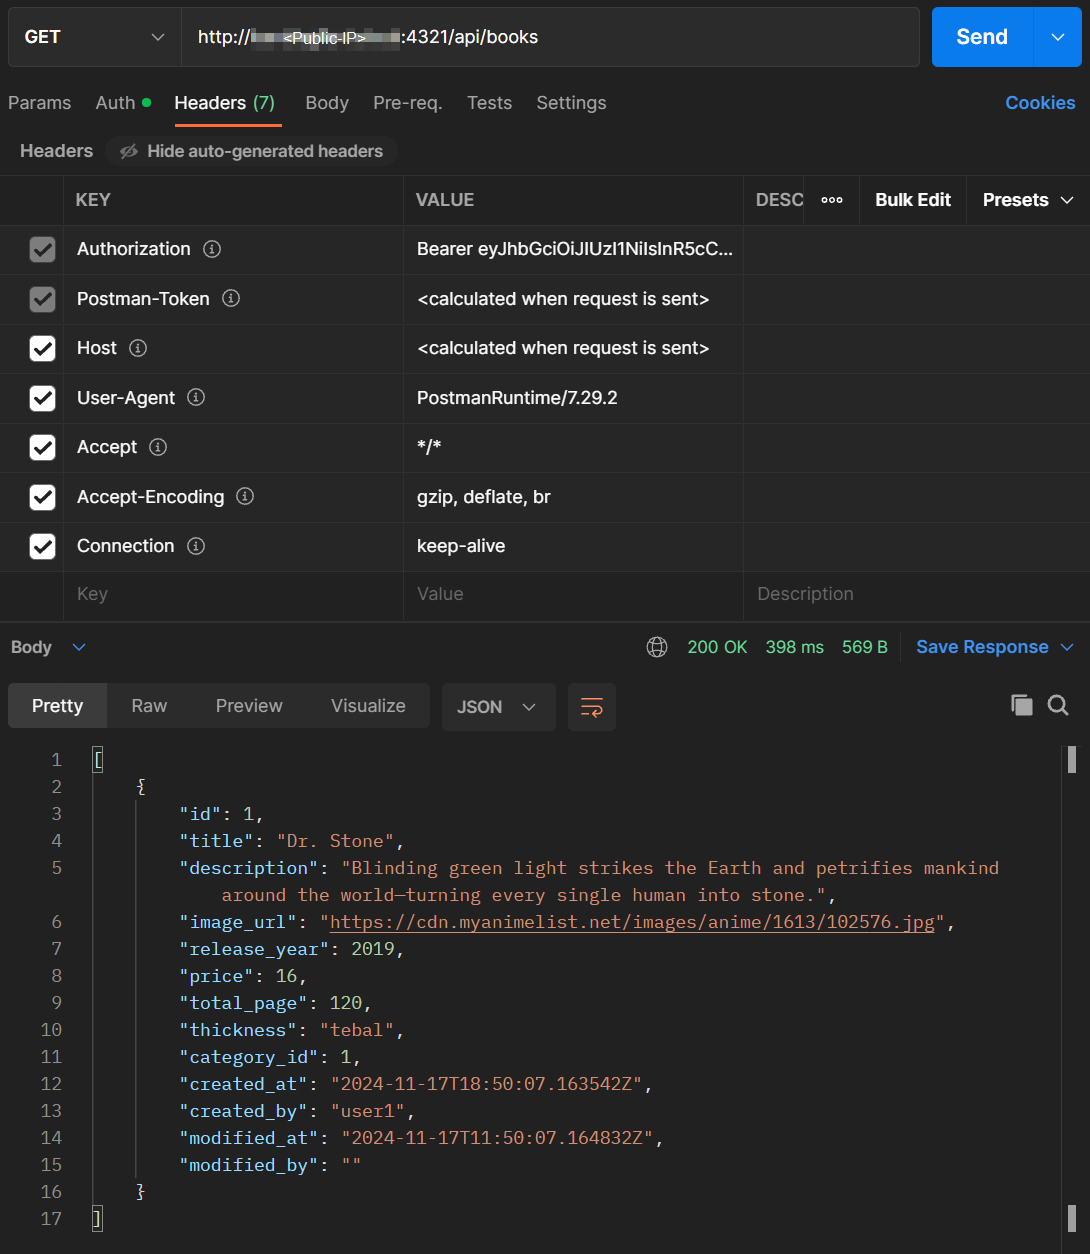 GET http://<Public-IP>:4321/api/books Send
Params Auth Headers (7) Body Pre-req. Tests Settings Cookies
Headers Hide auto-generated headers
KEY VALUE DESC ooo Bulk Edit Presets
Authorization Bearer eyJhbGciOiJIUzI1NiIsInR5cC...
Postman-Token <calculated when request is sent>
Host <calculated when request is sent>
User-Agent PostmanRuntime/7.29.2
Accept */*
Accept-Encoding gzip, deflate, br
Connection keep-alive
Key Value Description
Body 200 OK 398 ms 569 B Save Response
Pretty Raw Preview Visualize JSON
1 [
2 {
3 "id": 1,
4 "title": "Dr. Stone",
5 "description": "Blinding green light strikes the Earth and petrifies mankind
around the world—turning every single human into stone.",
6 "image_url": "https://cdn.myanimelist.net/images/anime/1613/102576.jpg",
7 "release_year": 2019,
8 "price": 16,
9 "total_page": 120,
10 "thickness": "tebal",
11 "category_id": 1,
12 "created_at": "2024-11-17T18:50:07.163542Z",
13 "created_by": "user1",
14 "modified_at": "2024-11-17T11:50:07.164832Z",
15 "modified_by": ""
16 }
17 ]